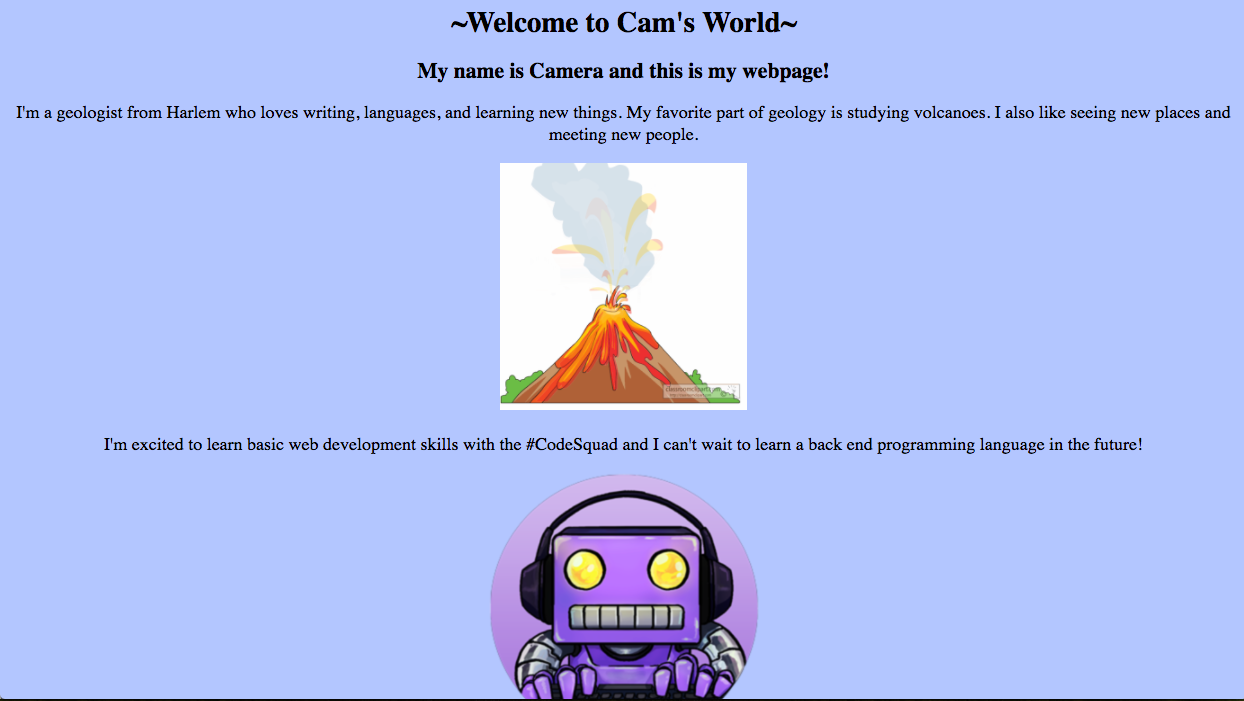 ~Welcome to Cam's World~
My name is Camera and this is my webpage!
I'm a geologist from Harlem who loves writing, languages, and learning new things. My favorite part of geology is studying volcanoes. I also like seeing new places and
meeting new people.
I'm excited to learn basic web development skills with the #CodeSquad and I can't wait to learn a back end programming language in the future!